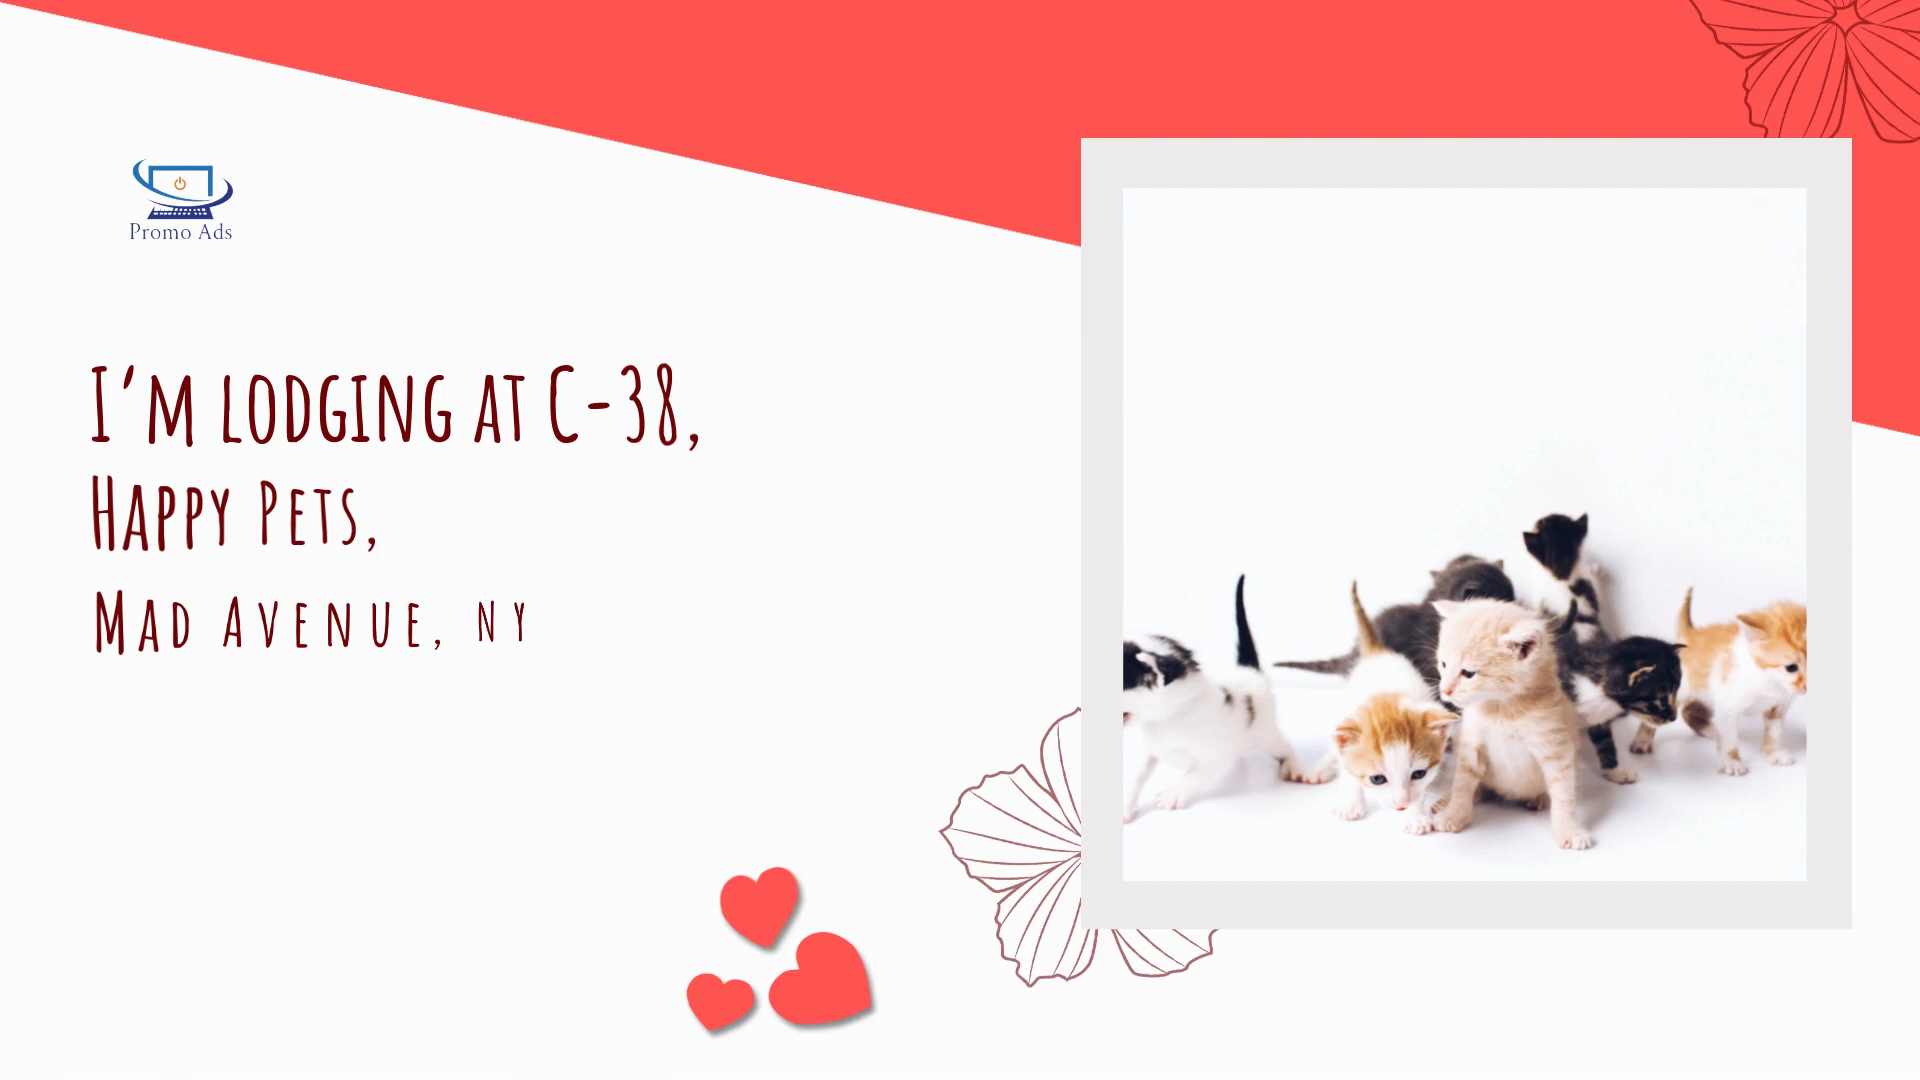 Promo Ads
I’m lodging at C-38,
Happy Pets,
Mad Avenue, NY